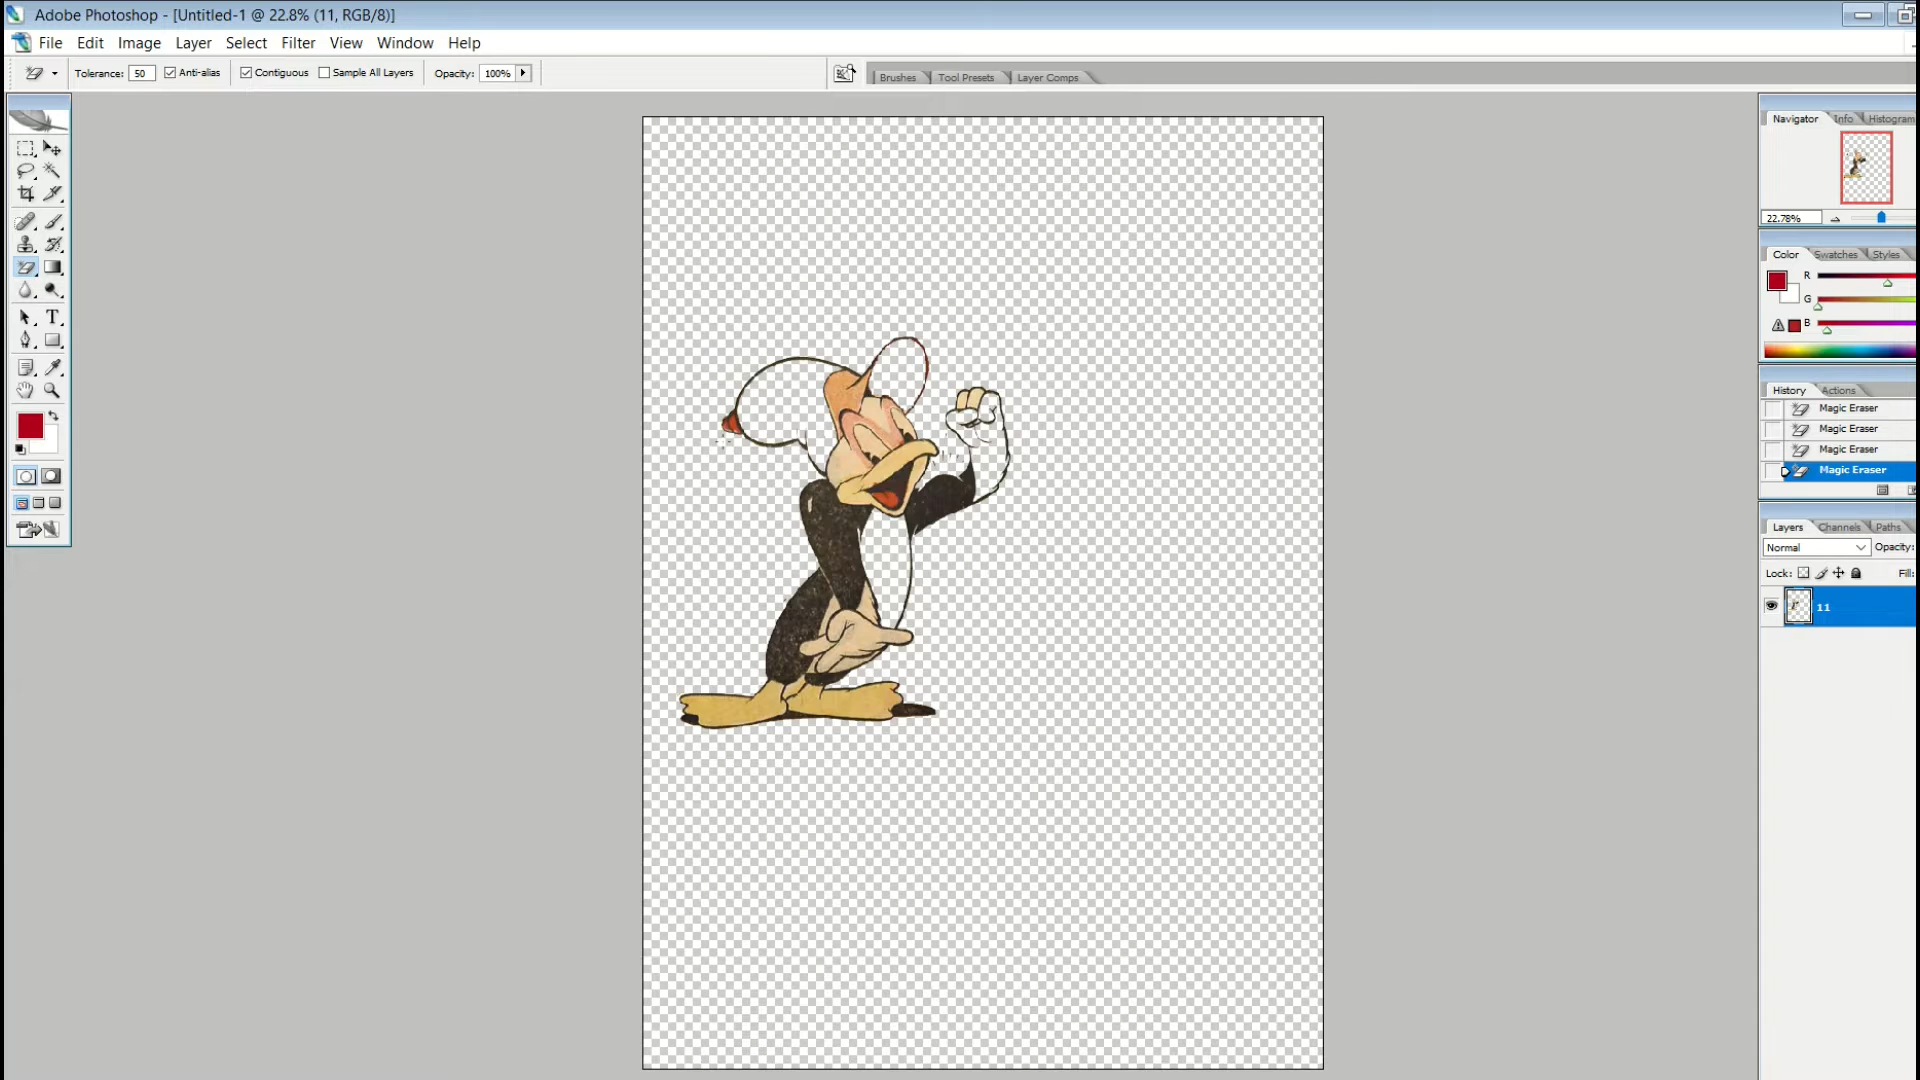 Adobe Photoshop - [Untitled-1 @ 22.8% (11, RGB/8)]
File Edit Image Layer Select Filter View Window Help
Tolerance: 50 Anti-alias Contiguous Sample All Layers Opacity: 100% Brushes Tool Presets Layer Comps
Navigator Info Histogram
22.78%
Color Swatches Styles
R
G
B
History Actions
Magic Eraser
Magic Eraser
Magic Eraser
Magic Eraser
Layers Channels Paths
Normal Opacity:
Lock: Fill:
11